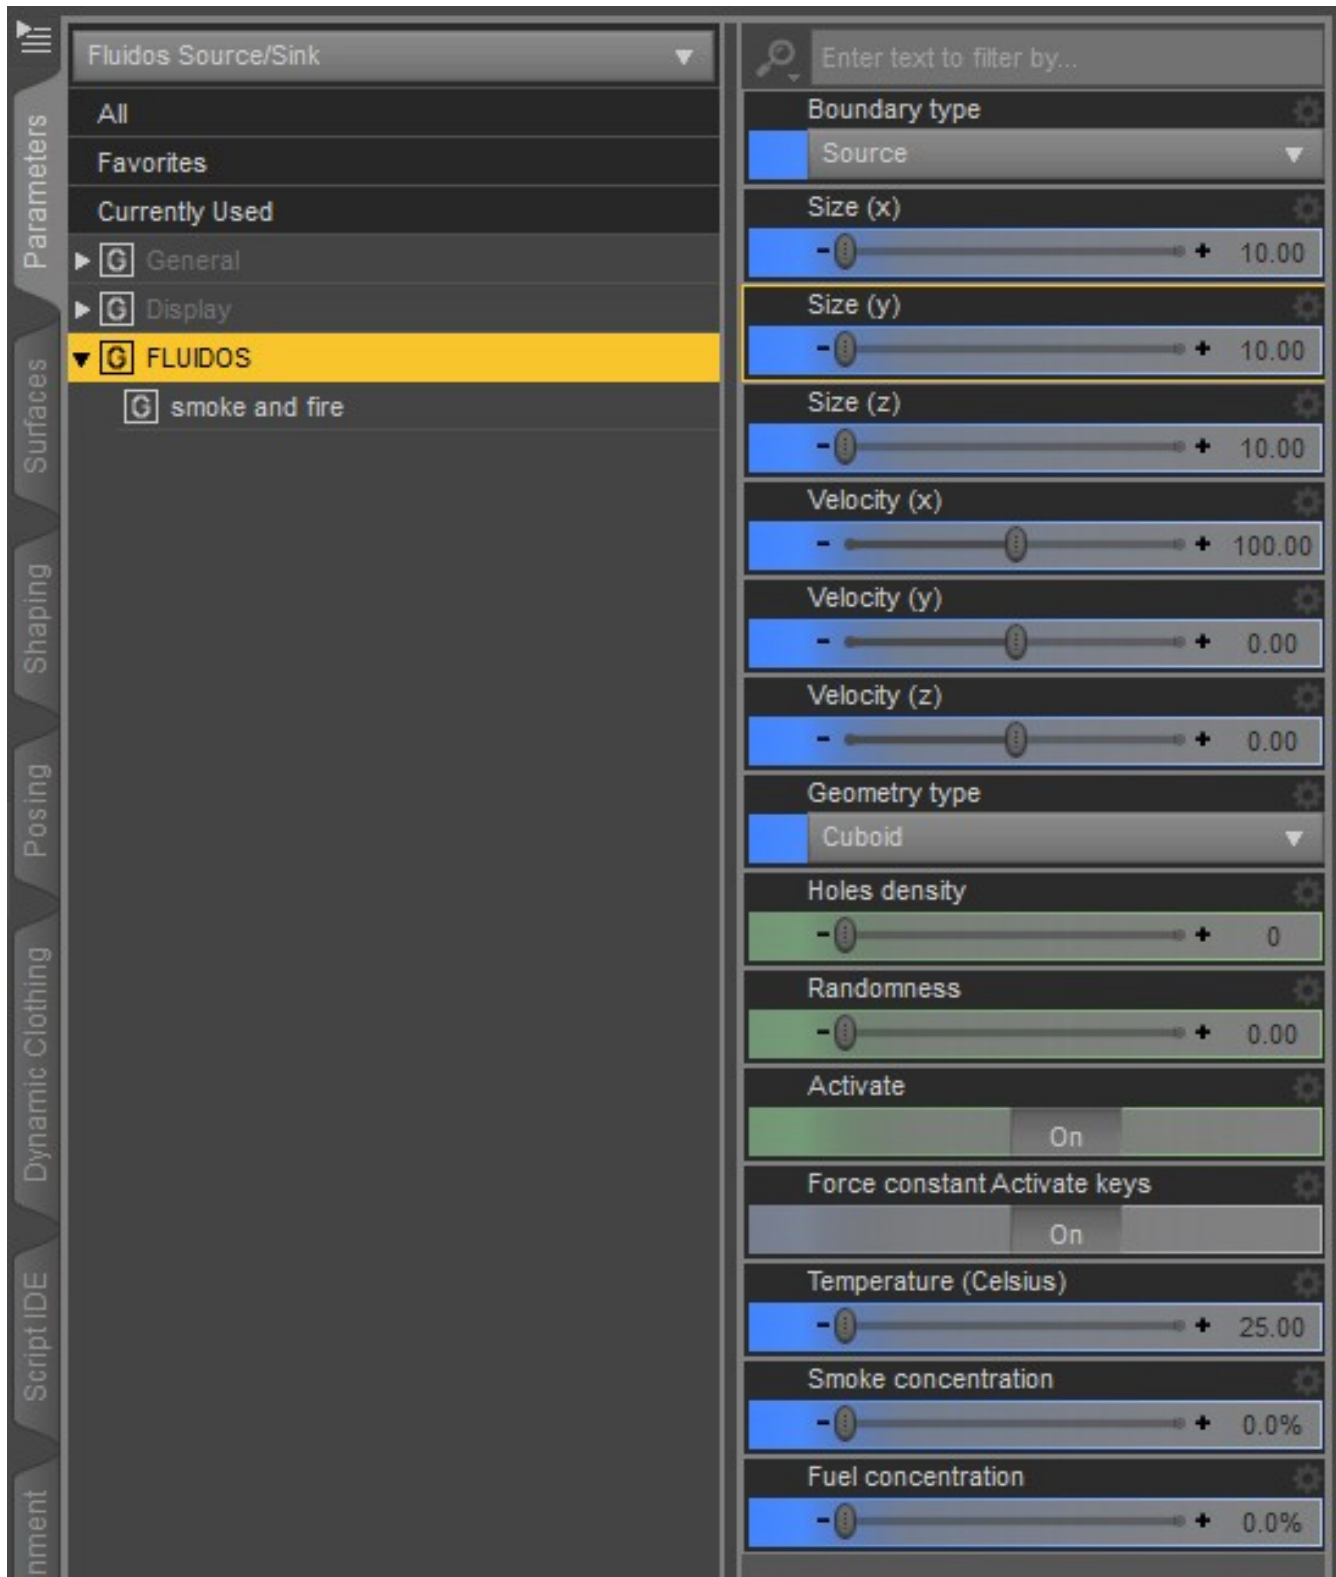 Fluidos Source/Sink
All
Favorites
Currently Used
G General
G Display
G FLUIDOS
G smoke and fire
Parameters
Surfaces
Shaping
Posing
Dynamic Clothing
Script IDE
nment
Enter text to filter by...
Boundary type
Source
Size (x)
- + 10.00
Size (y)
- + 10.00
Size (z)
- + 10.00
Velocity (x)
- + 100.00
Velocity (y)
- + 0.00
Velocity (z)
- + 0.00
Geometry type
Cuboid
Holes density
- + 0
Randomness
- + 0.00
Activate
On
Force constant Activate keys
On
Temperature (Celsius)
- + 25.00
Smoke concentration
- + 0.0%
Fuel concentration
- + 0.0%